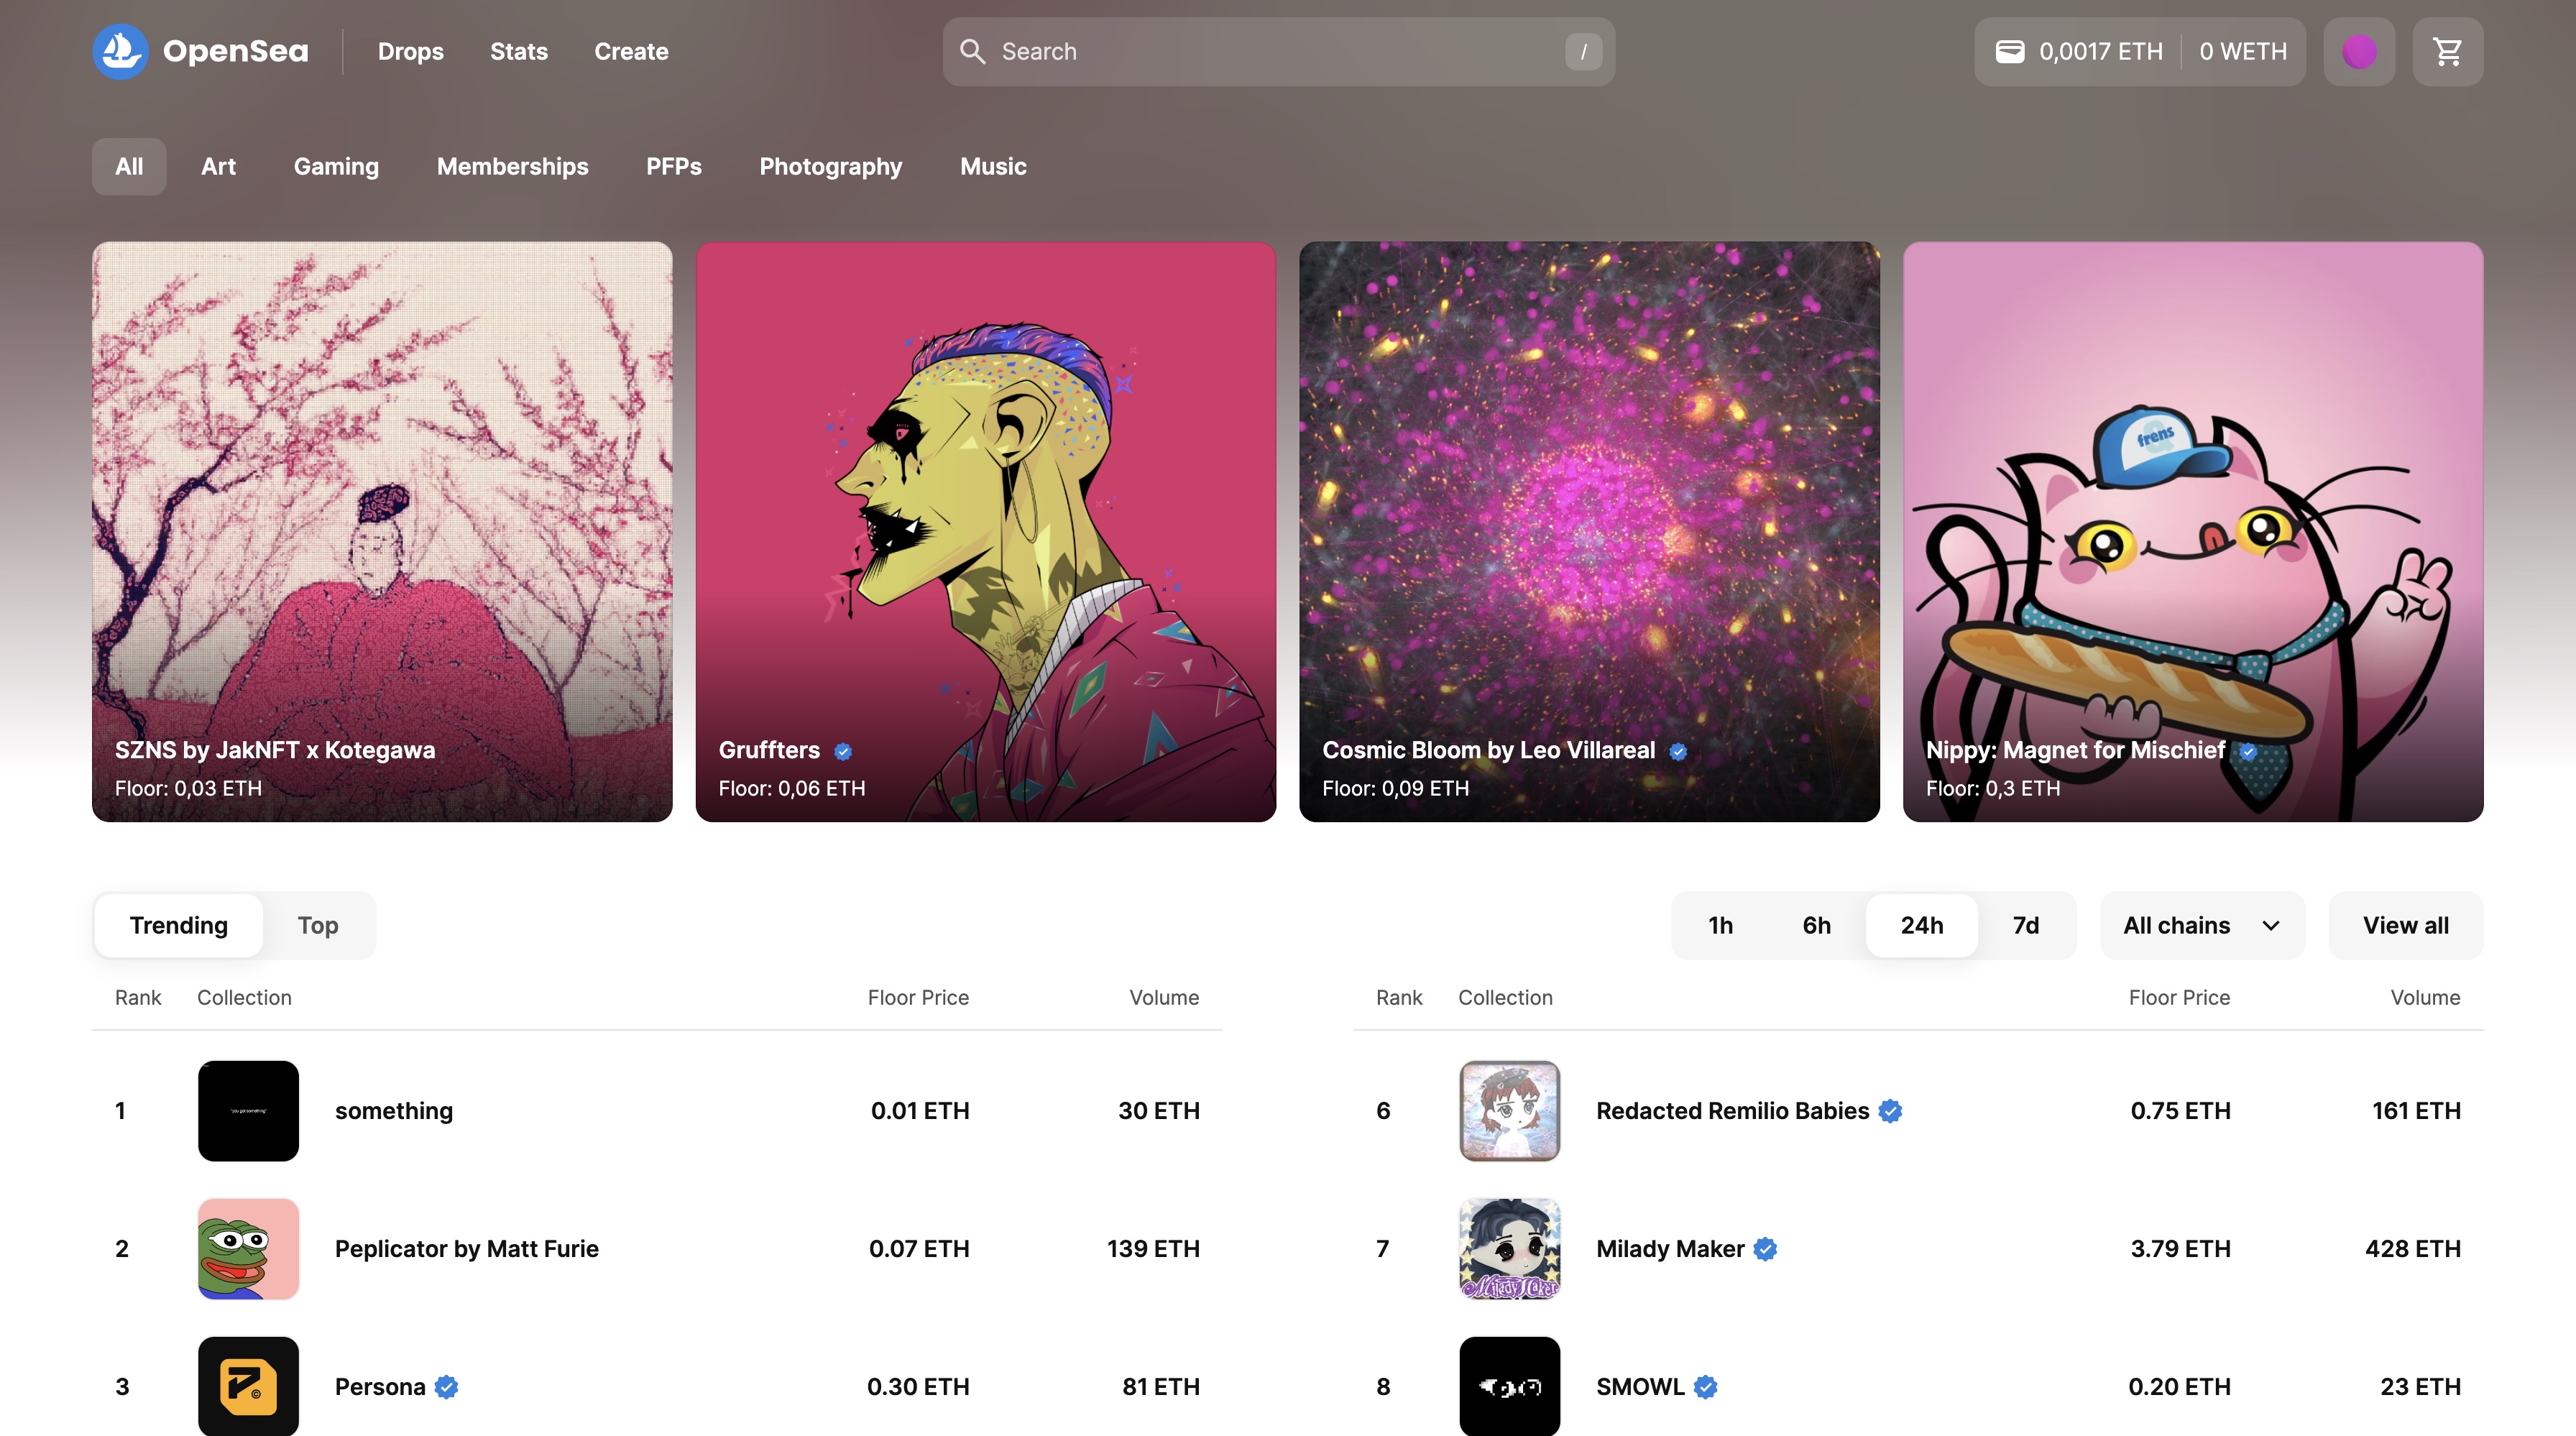 OpenSea
Drops
Stats
Create
Search
/
0,0017 ETH
0 WETH
All
Art
Gaming
Memberships
PFPs
Photography
Music
frens
SZNS by JakNFT x Kotegawa
Floor: 0,03 ETH
Gruffters
Floor: 0,06 ETH
Cosmic Bloom by Leo Villareal
Floor: 0,09 ETH
Nippy: Magnet for Mischief
Floor: 0,3 ETH
Trending
Top
1h
6h
24h
7d
All chains
View all
Rank Collection Floor Price Volume
1 "you got something" something 0.01 ETH 30 ETH
2 Peplicator by Matt Furie 0.07 ETH 139 ETH
3 Persona 0.30 ETH 81 ETH
Rank Collection Floor Price Volume
6 Redacted Remilio Babies 0.75 ETH 161 ETH
7 Milady Maker Milady Maker 3.79 ETH 428 ETH
8 SMOWL 0.20 ETH 23 ETH